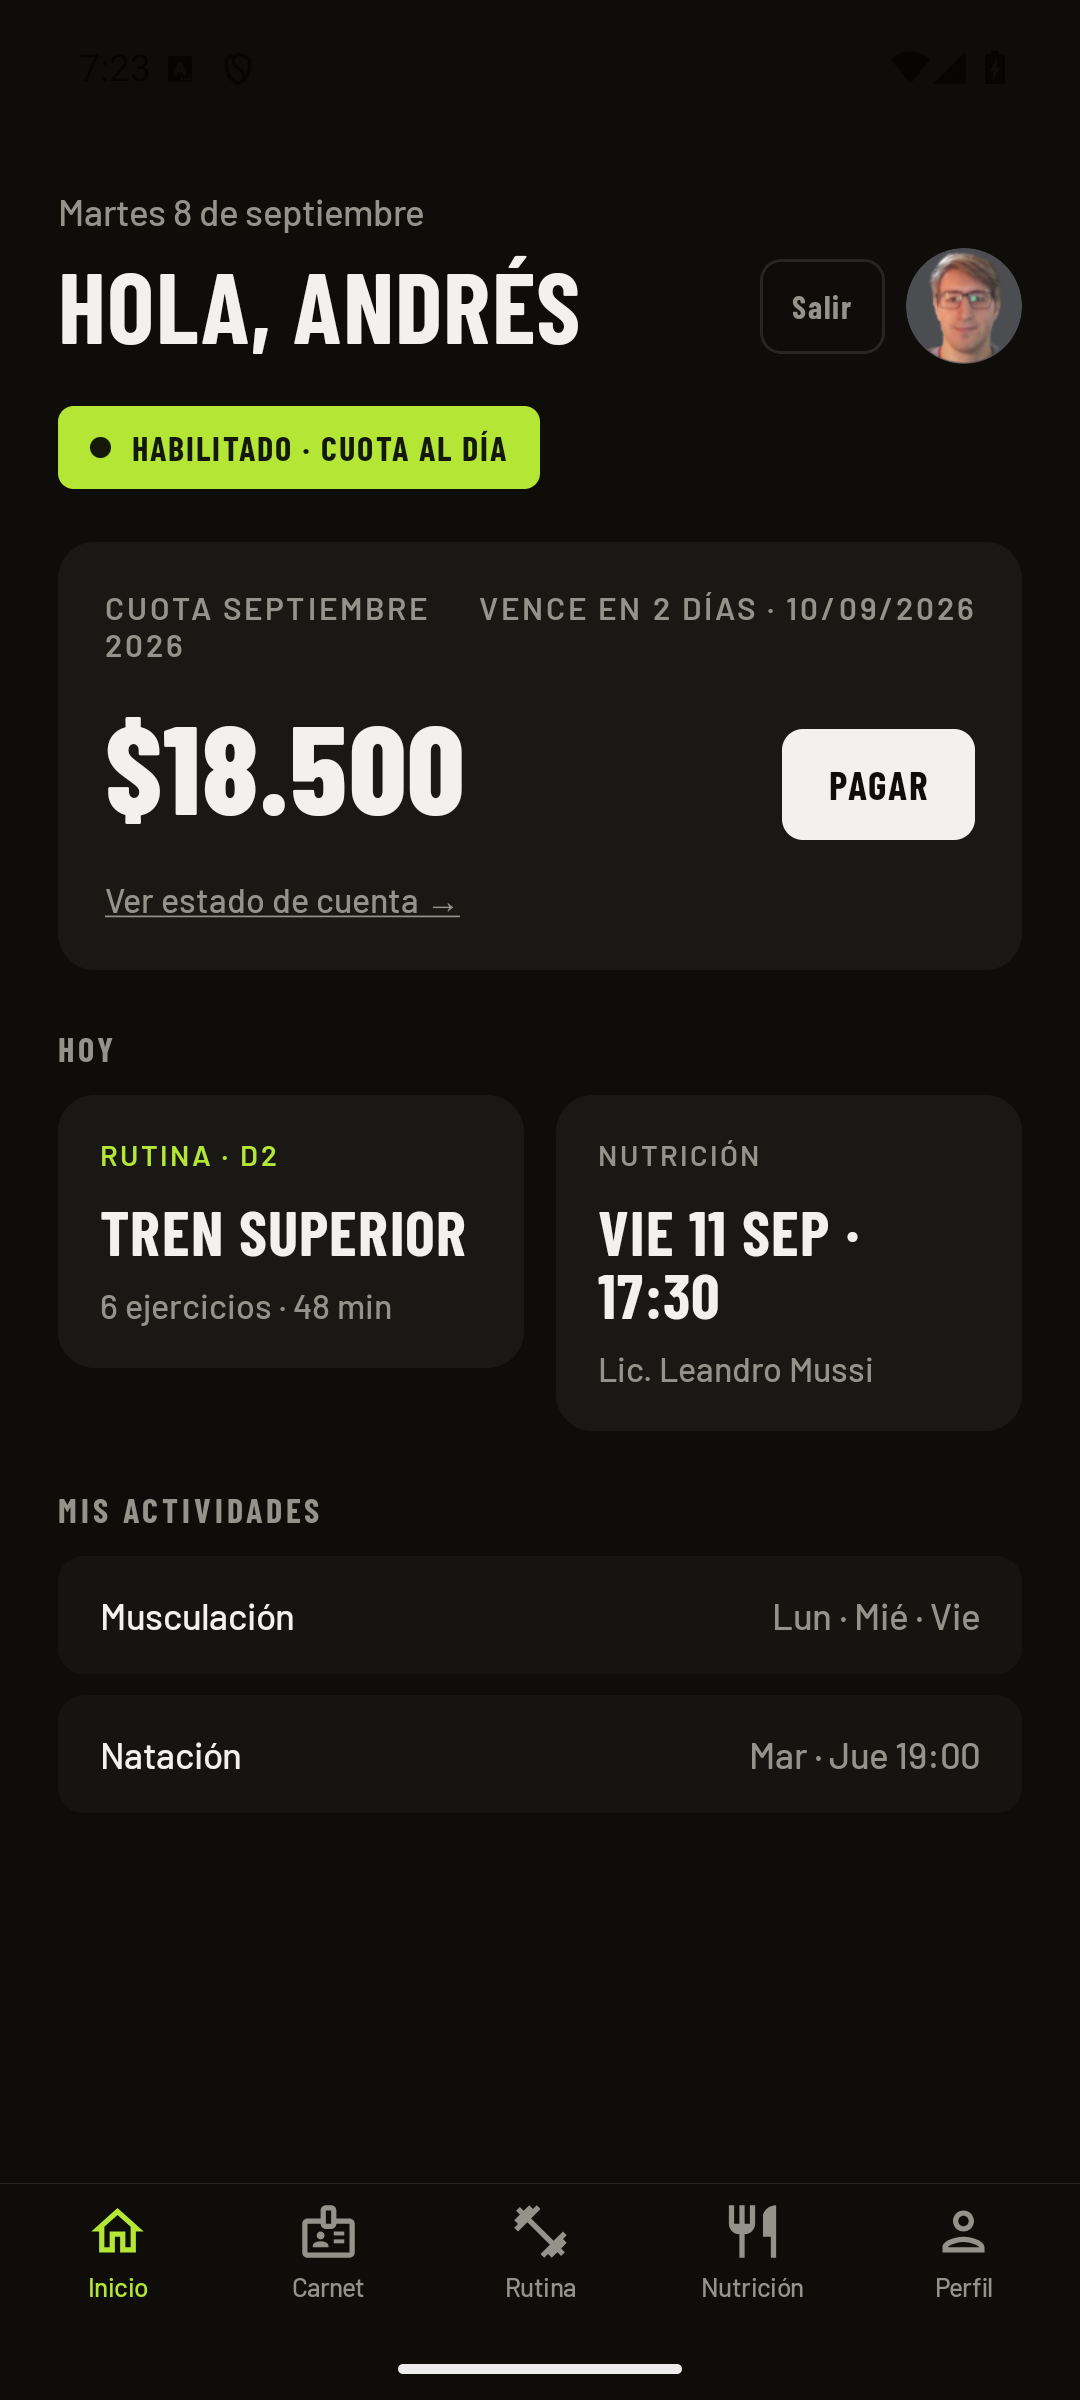 7:23
Martes 8 de septiembre
HOLA, ANDRÉS
Salir
HABILITADO · CUOTA AL DÍA
CUOTA SEPTIEMBRE
2026
VENCE EN 2 DÍAS · 10/09/2026
$18.500
PAGAR
Ver estado de cuenta →
HOY
RUTINA · D2
TREN SUPERIOR
6 ejercicios · 48 min
NUTRICIÓN
VIE 11 SEP ·
17:30
Lic. Leandro Mussi
MIS ACTIVIDADES
Musculación
Lun · Mié · Vie
Natación
Mar · Jue 19:00
Inicio
Carnet
Rutina
Nutrición
Perfil